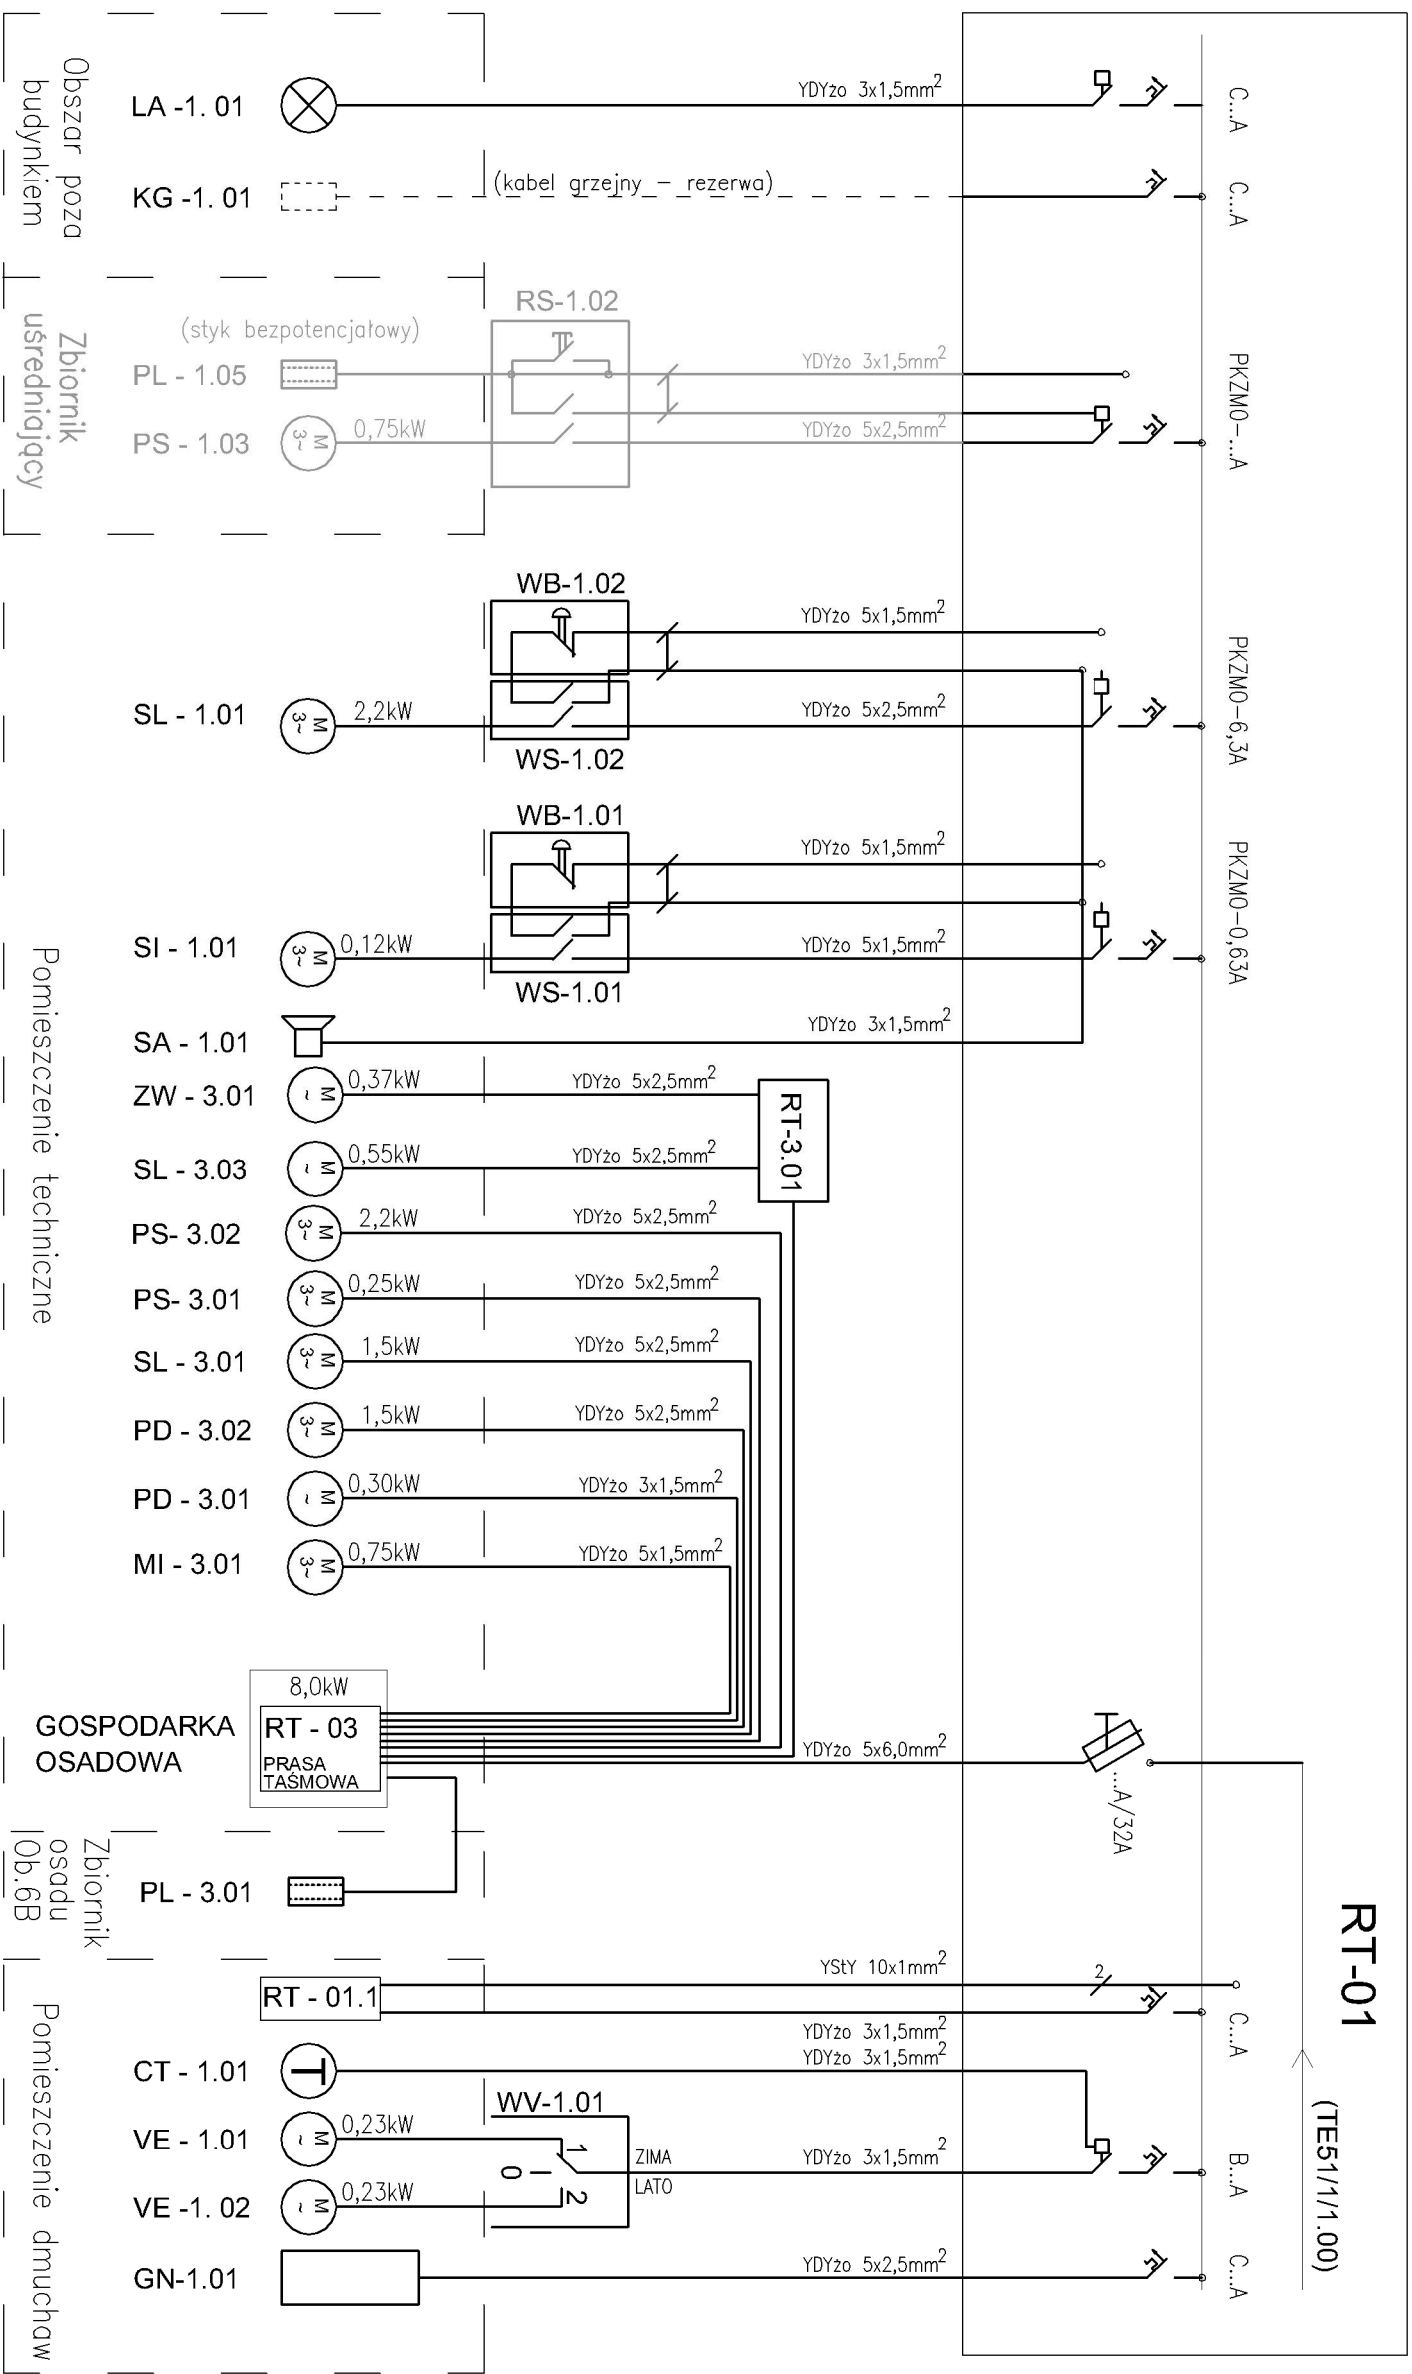 RT-01
(TE51/1/1.00)
Obszar poza
budynkiem
LA -1. 01
YDYżo 3x1,5mm²
C...A
KG -1. 01
(kabel grzejny – rezerwa)
C...A
Zbiornik
uśredniający
RS-1.02
(styk bezpotencjałowy)
PL - 1.05
YDYżo 3x1,5mm²
PKZM0-...A
PS - 1.03
M
3~
0,75kW
YDYżo 5x2,5mm²
Pomieszczenie techniczne
WB-1.02
YDYżo 5x1,5mm²
PKZM0-6,3A
SL - 1.01
M
3~
2,2kW
YDYżo 5x2,5mm²
WS-1.02
WB-1.01
YDYżo 5x1,5mm²
PKZM0-0,63A
SI - 1.01
M
3~
0,12kW
YDYżo 5x1,5mm²
WS-1.01
SA - 1.01
YDYżo 3x1,5mm²
ZW - 3.01
M
~
0,37kW
YDYżo 5x2,5mm²
RT-3.01
SL - 3.03
M
~
0,55kW
YDYżo 5x2,5mm²
PS- 3.02
M
3~
2,2kW
YDYżo 5x2,5mm²
PS- 3.01
M
3~
0,25kW
YDYżo 5x2,5mm²
SL - 3.01
M
3~
1,5kW
YDYżo 5x2,5mm²
PD - 3.02
M
3~
1,5kW
YDYżo 5x2,5mm²
PD - 3.01
M
~
0,30kW
YDYżo 3x1,5mm²
MI - 3.01
M
3~
0,75kW
YDYżo 5x1,5mm²
GOSPODARKA
OSADOWA
8,0kW
RT - 03
PRASA
TAŚMOWA
YDYżo 5x6,0mm²
...A/32A
Zbiornik
osadu
Ob.6B
PL - 3.01
Pomieszczenie dmuchaw
RT - 01.1
YStY 10x1mm²
2
YDYżo 3x1,5mm²
C...A
CT - 1.01
T
YDYżo 3x1,5mm²
WV-1.01
VE - 1.01
M
~
0,23kW
1
0
2
ZIMA
LATO
YDYżo 3x1,5mm²
B...A
VE -1. 02
M
~
0,23kW
GN-1.01
YDYżo 5x2,5mm²
C...A